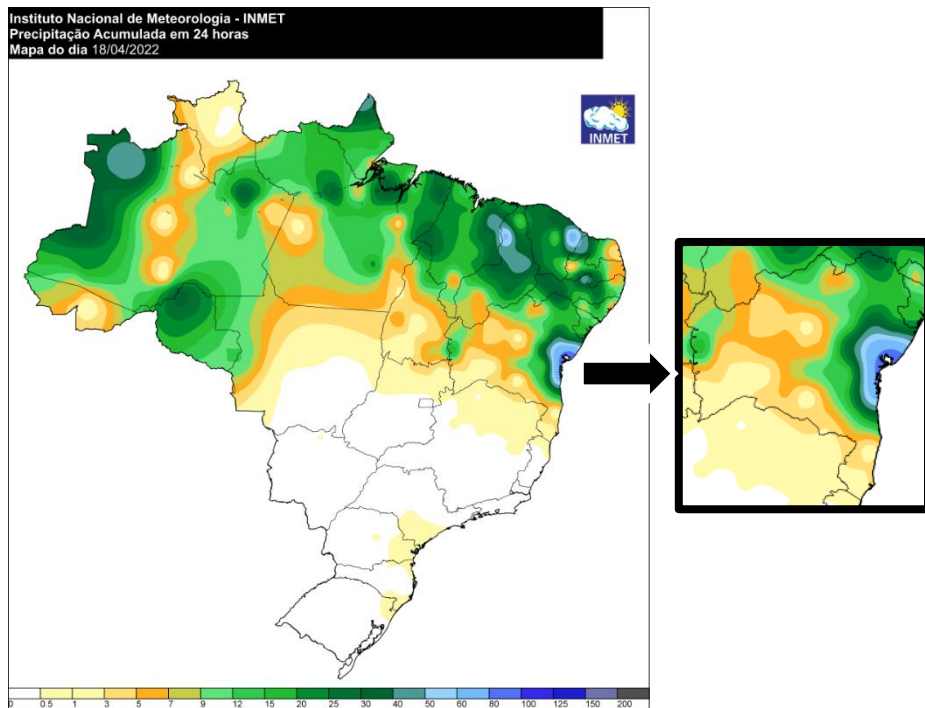 Instituto Nacional de Meteorologia - INMET
Precipitação Acumulada em 24 horas
Mapa do dia 18/04/2022
INMET
0 0.5 1 3 5 7 9 12 15 20 25 30 40 50 60 80 100 125 150 200